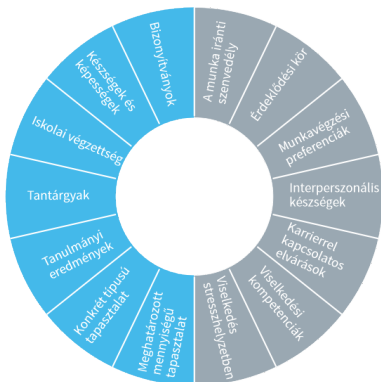 A munka iránti
szenvedély
Érdeklődési kör
Munkavégzési
preferenciák
Interperszonális
készségek
Karrierrel
kapcsolatos
elvárások
Viselkedési
kompetenciák
Viselkedés
stresszhelyzetben
Meghatározott
mennyiségű
tapasztalat
Konkrét típusú
tapasztalat
Tanulmányi
eredmények
Tantárgyak
Iskolai végzettség
Készségek és
képességek
Bizonyítványok